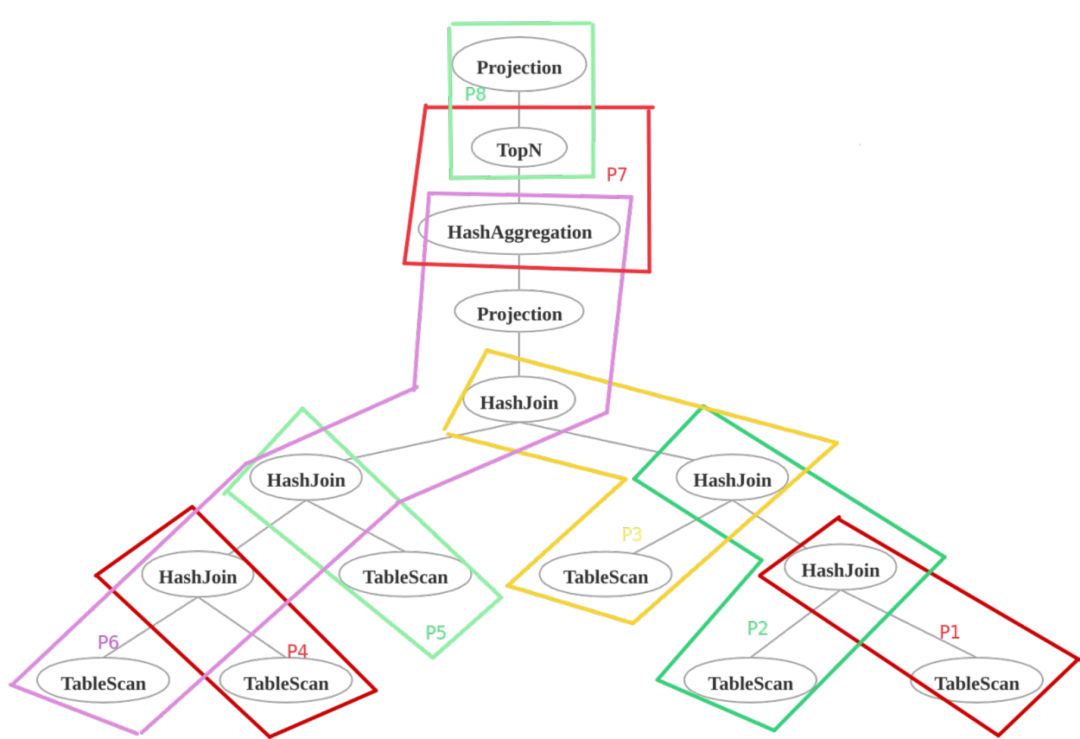 Projection
P8
TopN
P7
HashAggregation
Projection
HashJoin
HashJoin
HashJoin
P3
HashJoin
TableScan
TableScan
HashJoin
P6
P4
P5
P2
P1
TableScan
TableScan
TableScan
TableScan